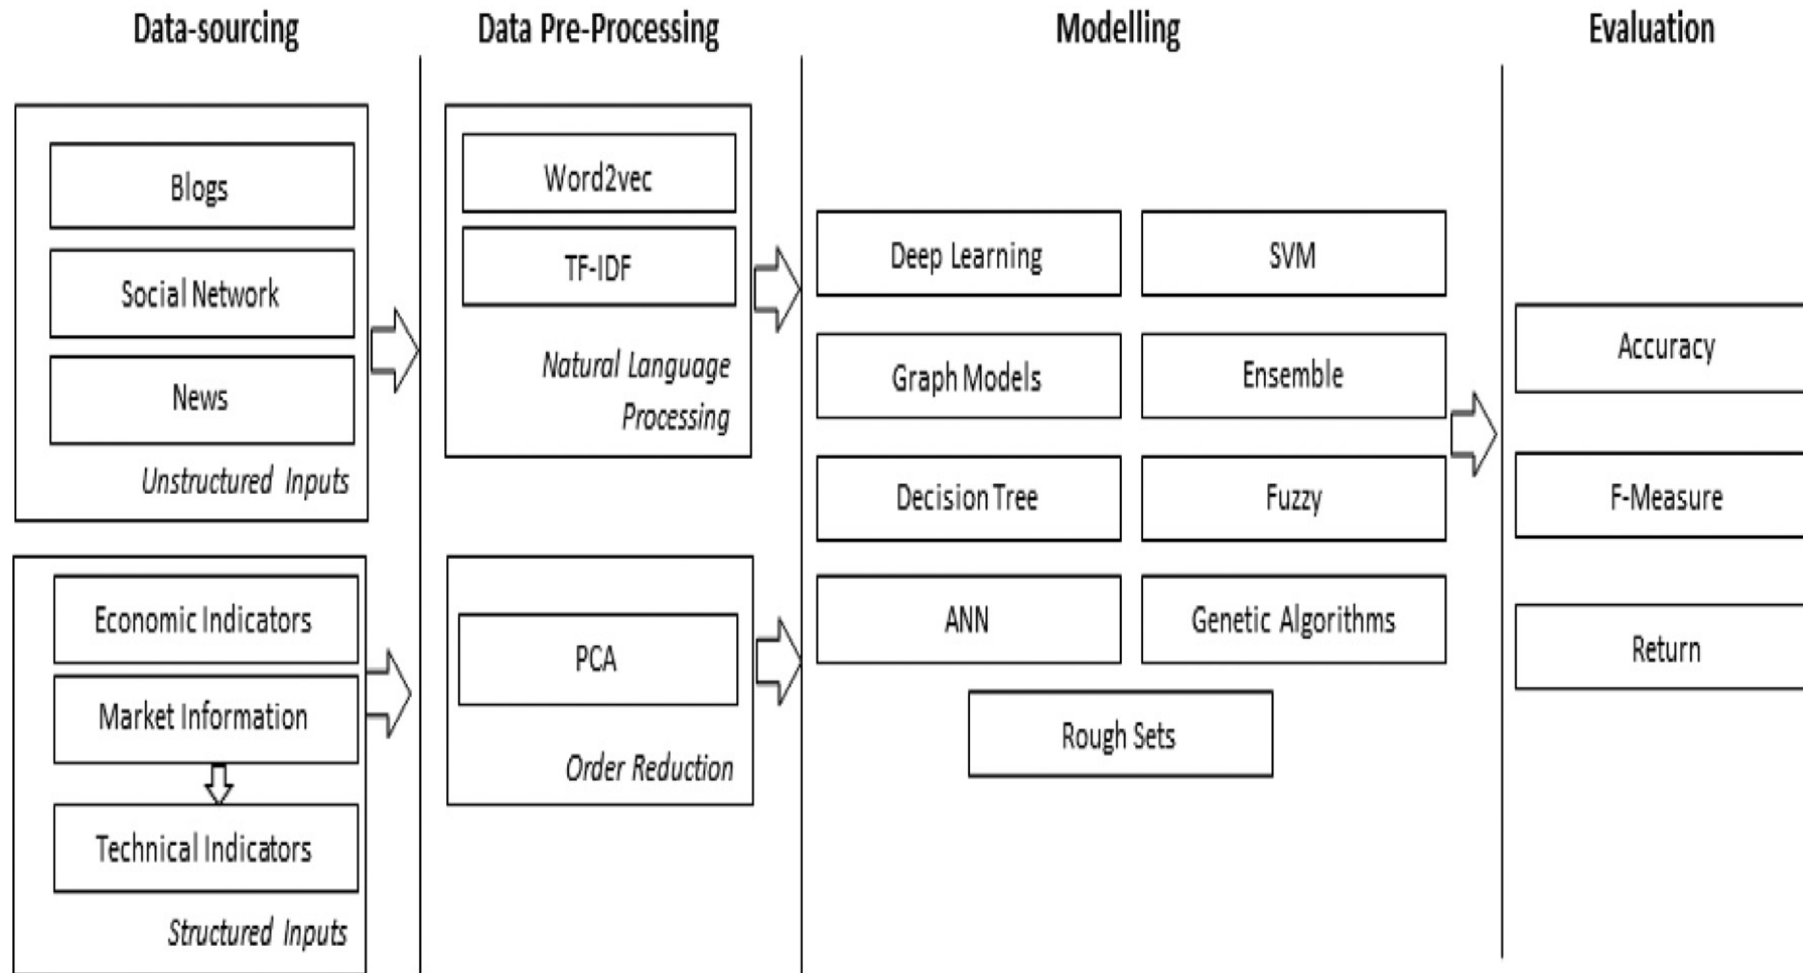 Data-sourcing
Data Pre-Processing
Modelling
Evaluation
Blogs
Social Network
News
Unstructured Inputs
Economic Indicators
Market Information
Technical Indicators
Structured Inputs
Word2vec
TF-IDF
Natural Language
Processing
PCA
Order Reduction
Deep Learning
SVM
Graph Models
Ensemble
Decision Tree
Fuzzy
ANN
Genetic Algorithms
Rough Sets
Accuracy
F-Measure
Return